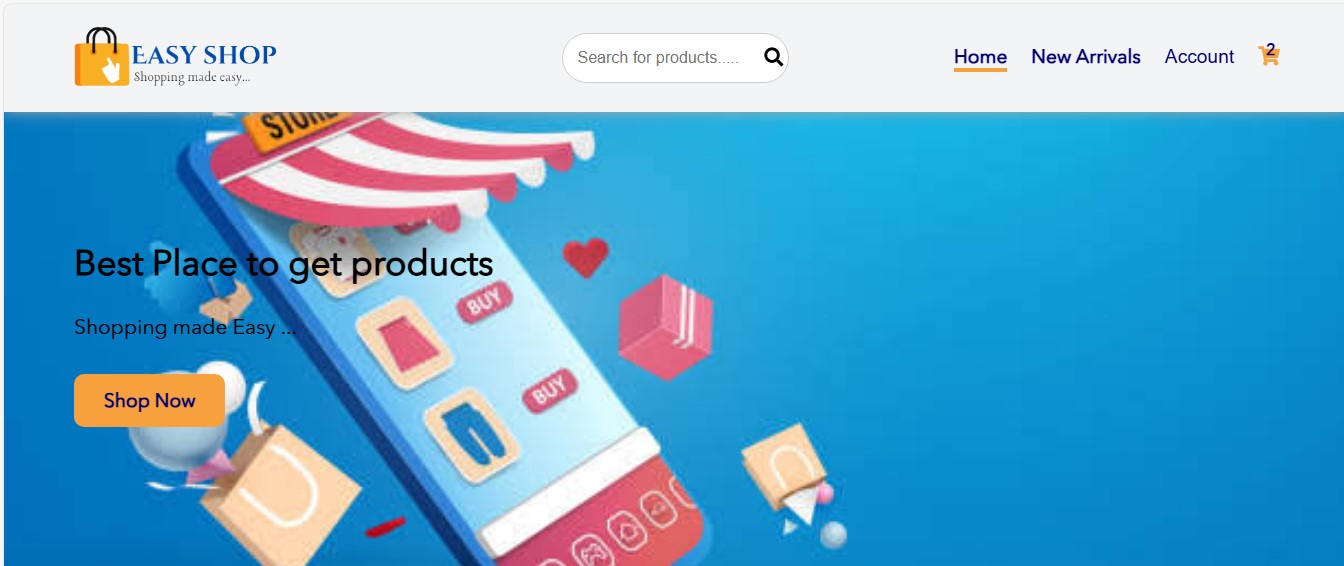 EASY SHOP
Shopping made easy...
Search for products.....
Home
New Arrivals
Account
2
STORE
Best Place to get products
BUY
Shopping made Easy ...
BUY
Shop Now